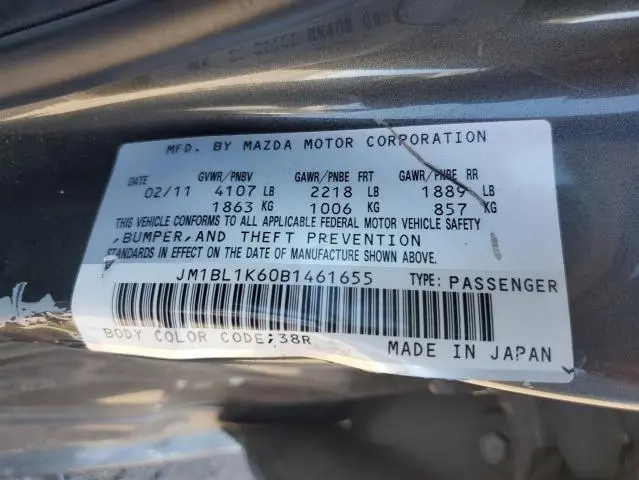 MFD. BY MAZDA MOTOR CORPORATION
GVWR/PNBV GAWR/PNBE FRT GAWR/PNBE RR
02/11 4107 LB 2218 LB 1889 LB
1863 KG 1006 KG 857 KG
THIS VEHICLE CONFORMS TO ALL APPLICABLE FEDERAL MOTOR VEHICLE SAFETY
,BUMPER,AND THEFT PREVENTION
STANDARDS IN EFFECT ON THE DATE OF MANUFACTURE SHOWN ABOVE.
JM1BL1K60B1461655 TYPE: PASSENGER
BODY COLOR CODE;38R
MADE IN JAPAN